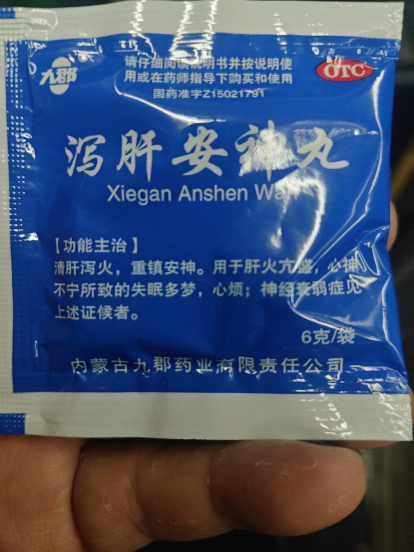 九郡
请仔细阅读说明书并按说明使
用或在药师指导下购买和使用
国药准字Z15021791
OTC
泻肝安神丸
Xiegan Anshen Wan
【功能主治】
清肝泻火，重镇安神。用于肝火亢盛，心神
不宁所致的失眠多梦，心烦；神经衰弱症见
上述证候者。
6克/袋
内蒙古九郡药业有限责任公司